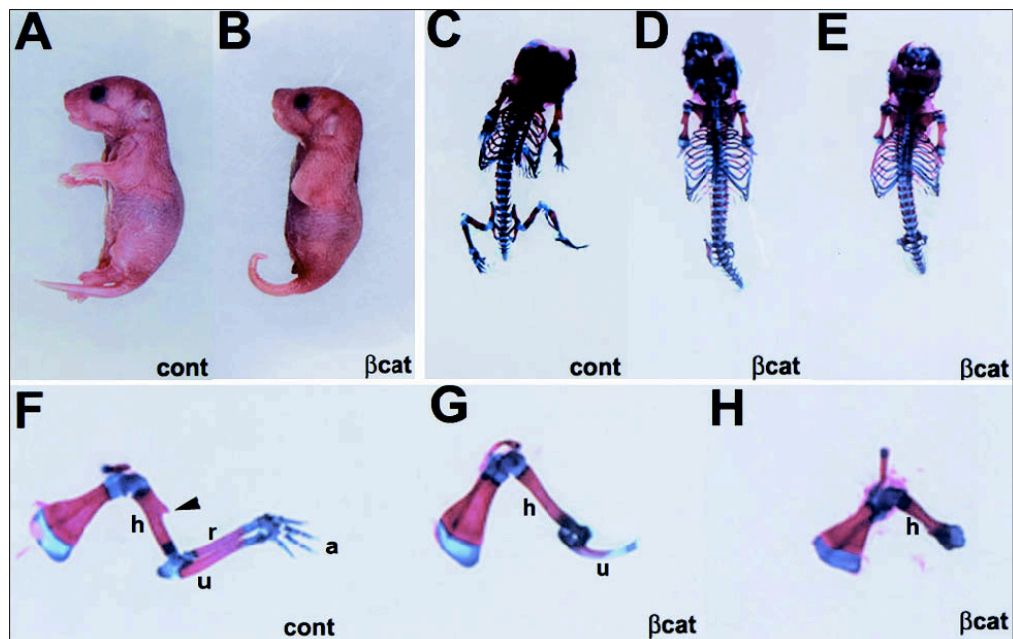 A
B
C
D
E
cont
βcat
cont
βcat
βcat
F
G
H
h
r
u
a
cont
h
u
βcat
h
βcat